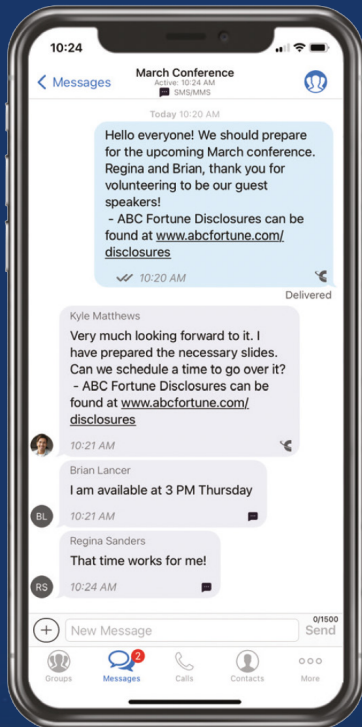 10:24
Messages
March Conference
Active: 10:24 AM
SMS/MMS
Today 10:20 AM
Hello everyone! We should prepare
for the upcoming March conference.
Regina and Brian, thank you for
volunteering to be our guest
speakers!
- ABC Fortune Disclosures can be
found at www.abcfortune.com/
disclosures
10:20 AM
Delivered
Kyle Matthews
Very much looking forward to it. I
have prepared the necessary slides.
Can we schedule a time to go over it?
- ABC Fortune Disclosures can be
found at www.abcfortune.com/
disclosures
10:21 AM
Brian Lancer
I am available at 3 PM Thursday
BL
10:21 AM
Regina Sanders
That time works for me!
RS
10:24 AM
0/1500
New Message
Send
2
Groups
Messages
Calls
Contacts
More